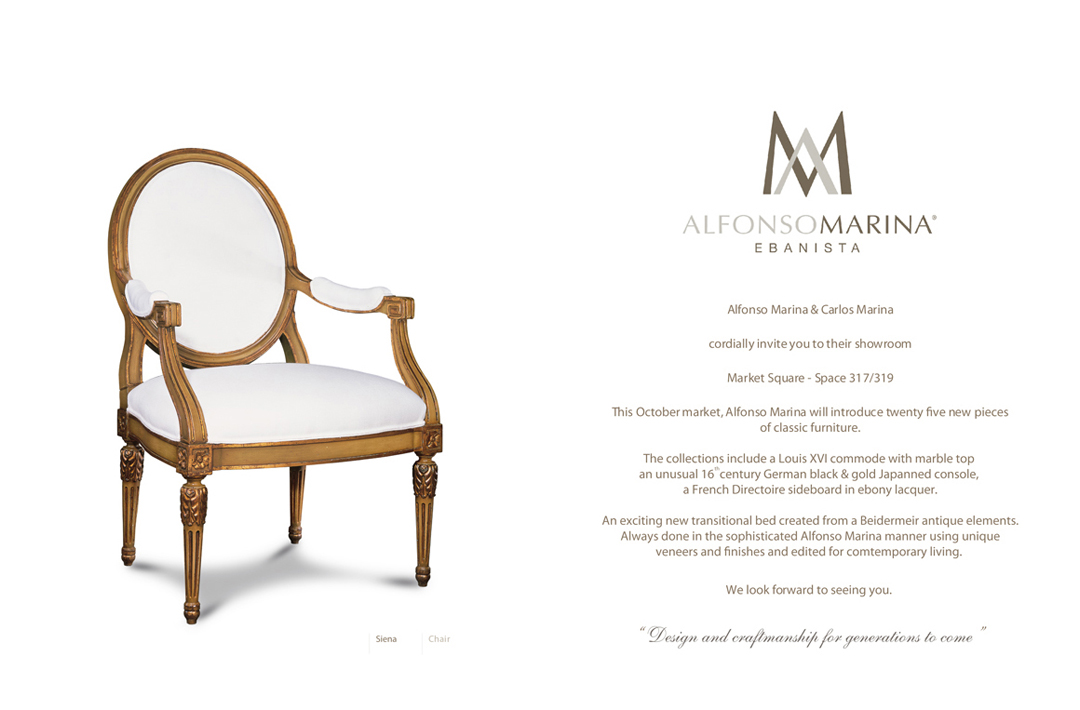 ALFONSOMARINA®
EBANISTA
Alfonso Marina & Carlos Marina
cordially invite you to their showroom
Market Square - Space 317/319
This October market, Alfonso Marina will introduce twenty five new pieces
of classic furniture.
The collections include a Louis XVI commode with marble top
an unusual 16th century German black & gold Japanned console,
a French Directoire sideboard in ebony lacquer.
An exciting new transitional bed created from a Beidermeir antique elements.
Always done in the sophisticated Alfonso Marina manner using unique
veneers and finishes and edited for comtemporary living.
We look forward to seeing you.
“Design and craftmanship for generations to come”
Siena Chair